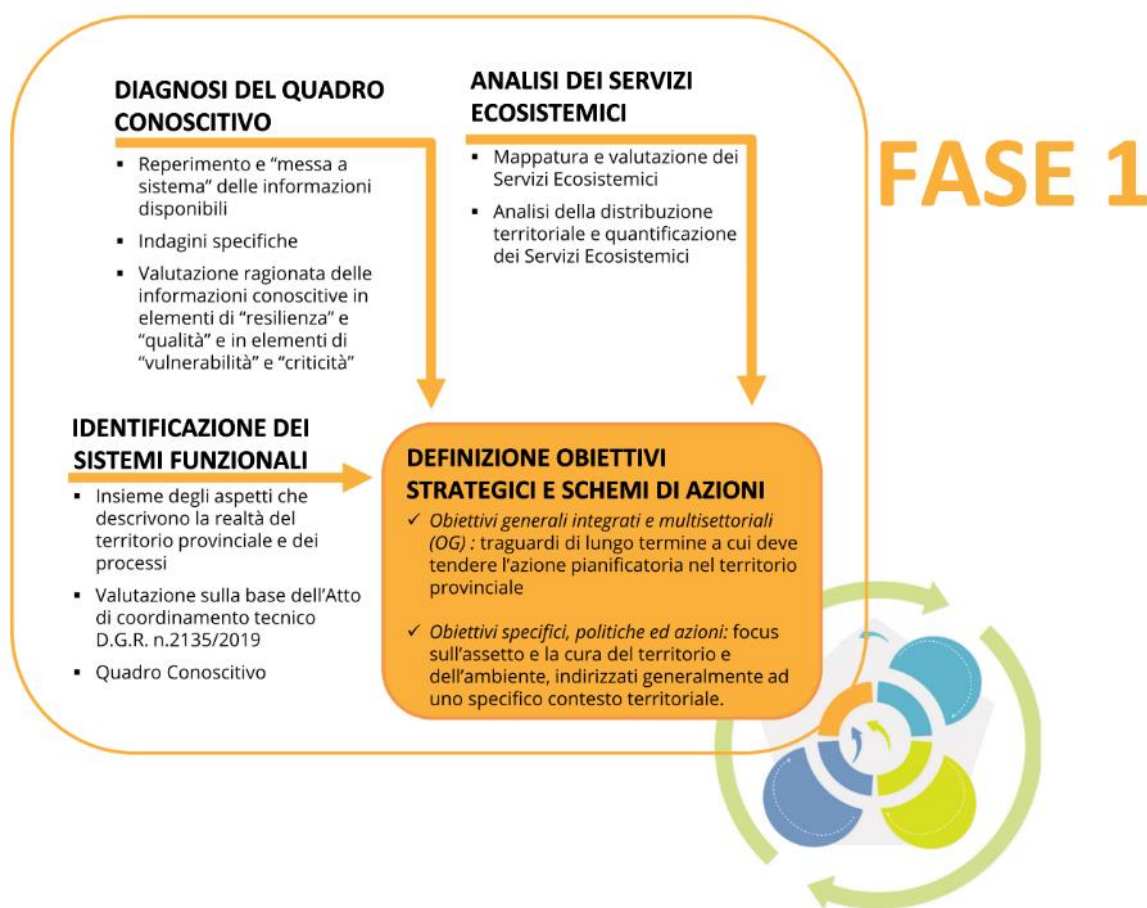 DIAGNOSI DEL QUADRO
CONOSCITIVO
▪ Reperimento e “messa a
sistema” delle informazioni
disponibili
▪ Indagini specifiche
▪ Valutazione ragionata delle
informazioni conoscitive in
elementi di “resilienza” e
“qualità” e in elementi di
“vulnerabilità” e “criticità”
ANALISI DEI SERVIZI
ECOSISTEMICI
▪ Mappatura e valutazione dei
Servizi Ecosistemici
▪ Analisi della distribuzione
territoriale e quantificazione
dei Servizi Ecosistemici
FASE 1
IDENTIFICAZIONE DEI
SISTEMI FUNZIONALI
▪ Insieme degli aspetti che
descrivono la realtà del
territorio provinciale e dei
processi
▪ Valutazione sulla base dell’Atto
di coordinamento tecnico
D.G.R. n.2135/2019
▪ Quadro Conoscitivo
DEFINIZIONE OBIETTIVI
STRATEGICI E SCHEMI DI AZIONI
✓ Obiettivi generali integrati e multisettoriali
(OG) : traguardi di lungo termine a cui deve
tendere l’azione pianificatoria nel territorio
provinciale
✓ Obiettivi specifici, politiche ed azioni: focus
sull’assetto e la cura del territorio e
dell’ambiente, indirizzati generalmente ad
uno specifico contesto territoriale.